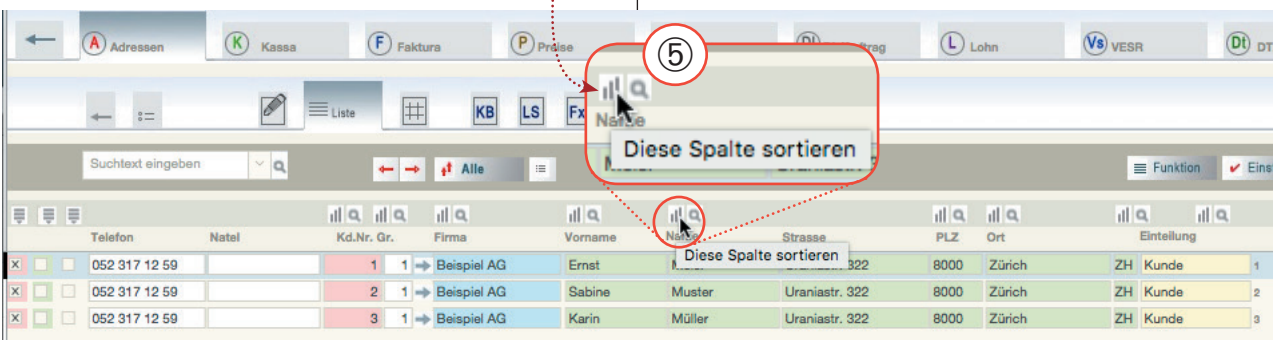 A Adressen K Kassa F Faktura P Preise L Lohn Vs VESR Dt DT
⑤
Liste KB LS Fx
Name
Diese Spalte sortieren
Suchtext eingeben Alle Funktion Eins
Telefon Natel Kd.Nr. Gr. Firma Vorname Name Strasse PLZ Ort Einteilung
Diese Spalte sortieren
052 317 12 59 1 1 Beispiel AG Ernst Uraniastr. 322 8000 Zürich ZH Kunde 1
052 317 12 59 2 1 Beispiel AG Sabine Muster Uraniastr. 322 8000 Zürich ZH Kunde 2
052 317 12 59 3 1 Beispiel AG Karin Müller Uraniastr. 322 8000 Zürich ZH Kunde 3